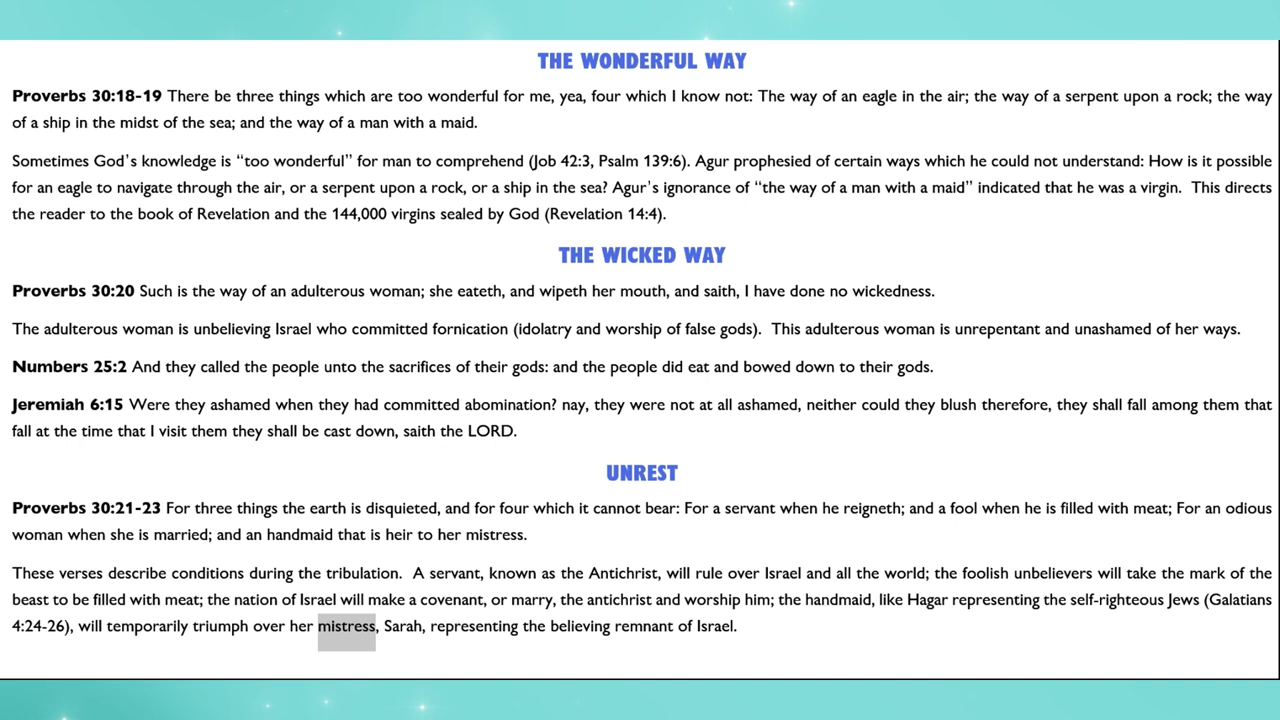 THE WONDERFUL WAY
Proverbs 30:18-19 There be three things which are too wonderful for me, yea, four which I know not: The way of an eagle in the air; the way of a serpent upon a rock; the way
of a ship in the midst of the sea; and the way of a man with a maid.
Sometimes God's knowledge is “too wonderful” for man to comprehend (Job 42:3, Psalm 139:6). Agur prophesied of certain ways which he could not understand: How is it possible
for an eagle to navigate through the air, or a serpent upon a rock, or a ship in the sea? Agur's ignorance of “the way of a man with a maid” indicated that he was a virgin. This directs
the reader to the book of Revelation and the 144,000 virgins sealed by God (Revelation 14:4).
THE WICKED WAY
Proverbs 30:20 Such is the way of an adulterous woman; she eateth, and wipeth her mouth, and saith, I have done no wickedness.
The adulterous woman is unbelieving Israel who committed fornication (idolatry and worship of false gods). This adulterous woman is unrepentant and unashamed of her ways.
Numbers 25:2 And they called the people unto the sacrifices of their gods: and the people did eat and bowed down to their gods.
Jeremiah 6:15 Were they ashamed when they had committed abomination? nay, they were not at all ashamed, neither could they blush therefore, they shall fall among them that
fall at the time that I visit them they shall be cast down, saith the LORD.
UNREST
Proverbs 30:21-23 For three things the earth is disquieted, and for four which it cannot bear: For a servant when he reigneth; and a fool when he is filled with meat; For an odious
woman when she is married; and an handmaid that is heir to her mistress.
These verses describe conditions during the tribulation. A servant, known as the Antichrist, will rule over Israel and all the world; the foolish unbelievers will take the mark of the
beast to be filled with meat; the nation of Israel will make a covenant, or marry, the antichrist and worship him; the handmaid, like Hagar representing the self-righteous Jews (Galatians
4:24-26), will temporarily triumph over her mistress, Sarah, representing the believing remnant of Israel.